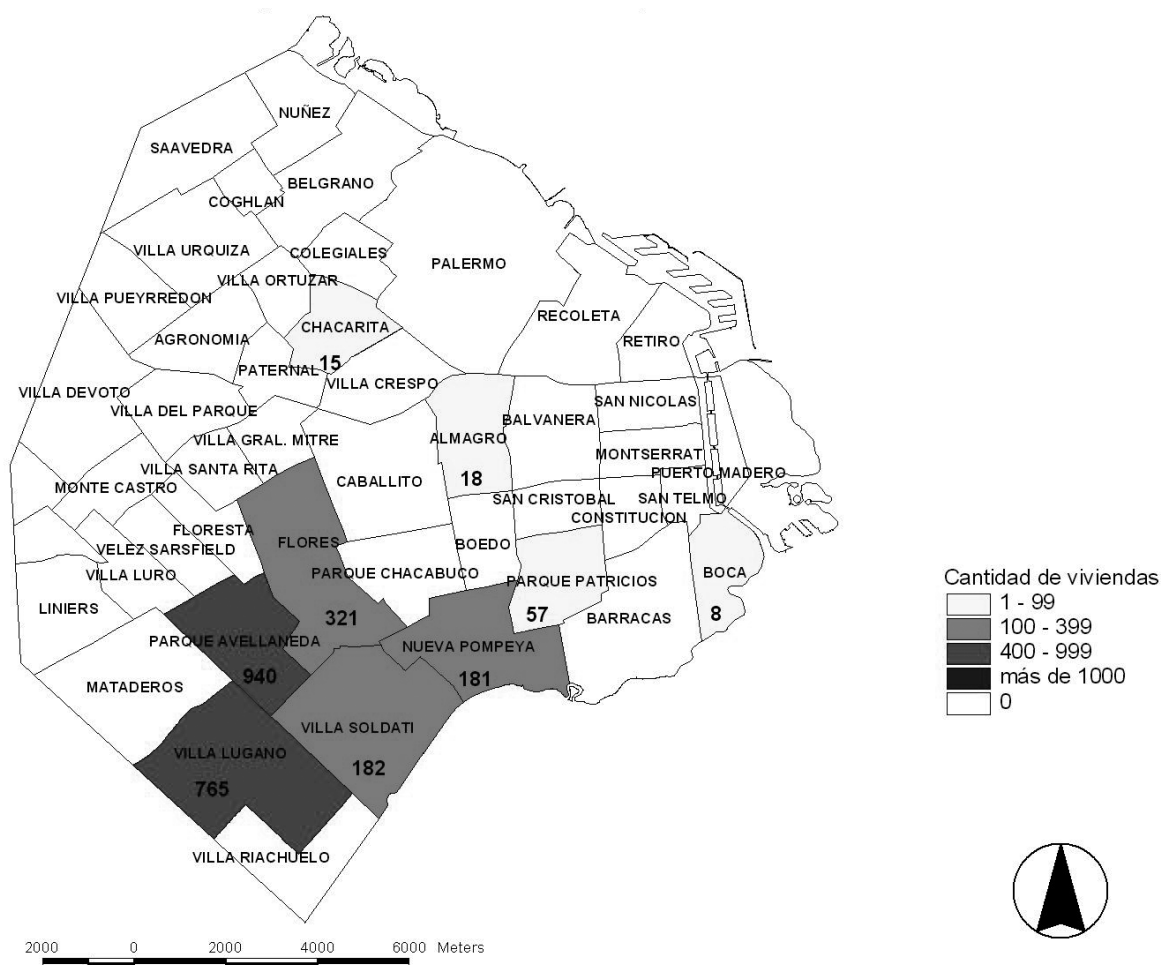 NUÑEZ
SAAVEDRA
BELGRANO
COGHLAN
VILLA URQUIZA
COLEGIALES
PALERMO
VILLA ORTUZAR
VILLA PUEYRREDON
RECOLETA
CHACARITA
15
AGRONOMIA
RETIRO
PATERNAL
VILLA CRESPO
VILLA DEVOTO
VILLA DEL PARQUE
SAN NICOLAS
BALVANERA
VILLA GRAL. MITRE
ALMAGRO
18
MONTSERRAT
VILLA SANTA RITA
PUERTO MADERO
CABALLITO
MONTE CASTRO
SAN CRISTOBAL
SAN TELMO
CONSTITUCION
FLORESTA
FLORES
321
BOEDO
VELEZ SARSFIELD
VILLA LURO
PARQUE CHACABUCO
PARQUE PATRICIOS
57
BOCA
8
LINIERS
BARRACAS
PARQUE AVELLANEDA
940
NUEVA POMPEYA
181
MATADEROS
VILLA SOLDATI
182
VILLA LUGANO
765
VILLA RIACHUELO
Cantidad de viviendas
1 - 99
100 - 399
400 - 999
más de 1000
0
2000 0 2000 4000 6000 Meters